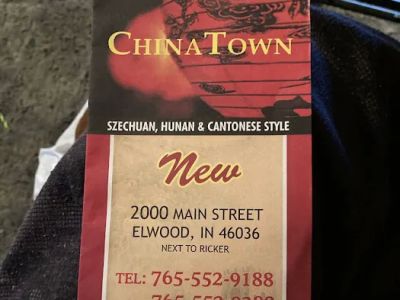 CHINATOWN
SZECHUAN, HUNAN & CANTONESE STYLE
New
2000 MAIN STREET
ELWOOD, IN 46036
NEXT TO RICKER
TEL: 765-552-9188